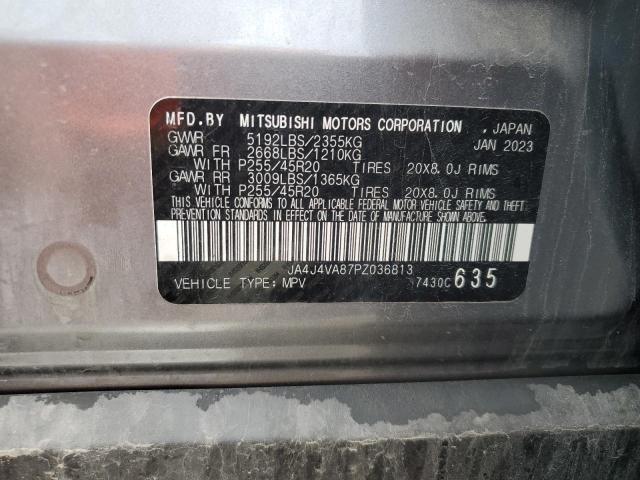 MFD.BY MITSUBISHI MOTORS CORPORATION , JAPAN
GVWR 5192LBS/2355KG JAN 2023
GAWR FR 2668LBS/1210KG
WITH P255/45R20 TIRES 20X8.0J RIMS
GAWR RR 3009LBS/1365KG
WITH P255/45R20 TIRES 20X8.0J RIMS
THIS VEHICLE CONFORMS TO ALL APPLICABLE FEDERAL MOTOR VEHICLE SAFETY AND THEFT
PREVENTION STANDARDS IN EFFECT ON THE DATE OF MANUFACTURE SHOWN ABOVE.
JA4J4VA87PZ036813
VEHICLE TYPE: MPV 7430C 635